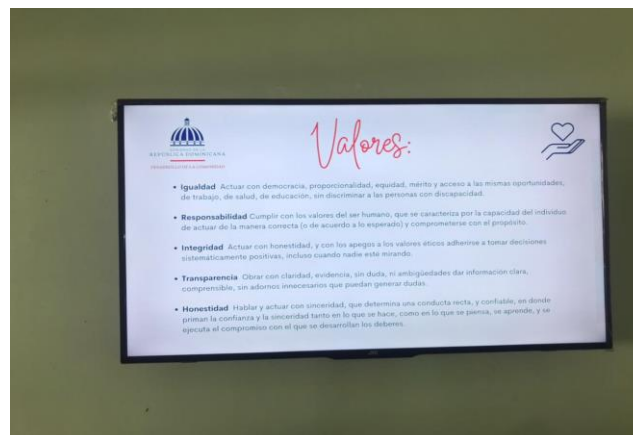 Valores:
REPÚBLICA DOMINICANA
• Igualdad Actuar con democracia, proporcionalidad, equidad, mérito y acceso a las mismas oportunidades,
de trabajo, de salud, de educación, sin discriminar a las personas con discapacidad.
• Responsabilidad Cumplir con los valores del ser humano, que se caracteriza por la capacidad del individuo
de actuar de la manera correcta (o de acuerdo a lo esperado) y comprometerse con el propósito.
• Integridad Actuar con honestidad, y con los apegos a los valores éticos adherirse a tomar decisiones
sistemáticamente positivas, incluso cuando nadie esté mirando.
• Transparencia Obrar con claridad, evidencia, sin duda, ni ambigüedades dar información clara,
comprensible, sin adornos innecesarios que puedan generar dudas.
• Honestidad Hablar y actuar con sinceridad, que determina una conducta recta, y confiable, en donde
priman la confianza y la sinceridad tanto en lo que se hace, como en lo que se piensa, se aprende, y se
ejecuta el compromiso con el que se desarrollan los deberes.